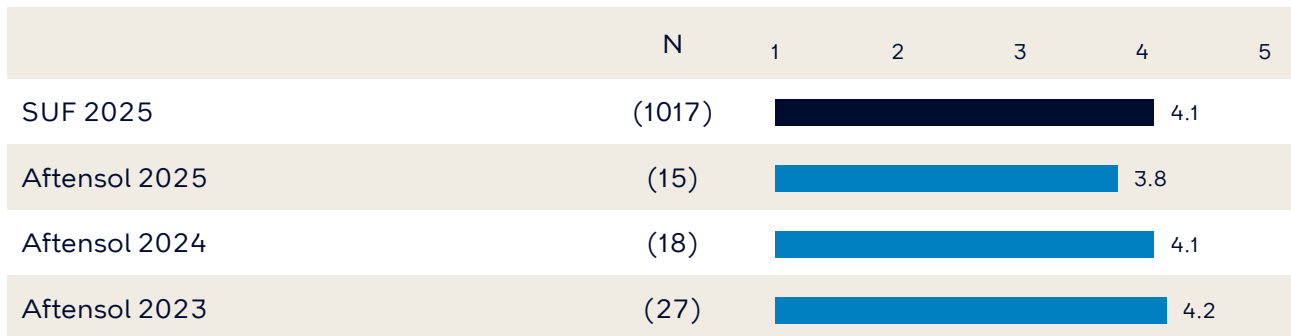 N 1 2 3 4 5
SUF 2025 (1017) 4.1
Aftensol 2025 (15) 3.8
Aftensol 2024 (18) 4.1
Aftensol 2023 (27) 4.2